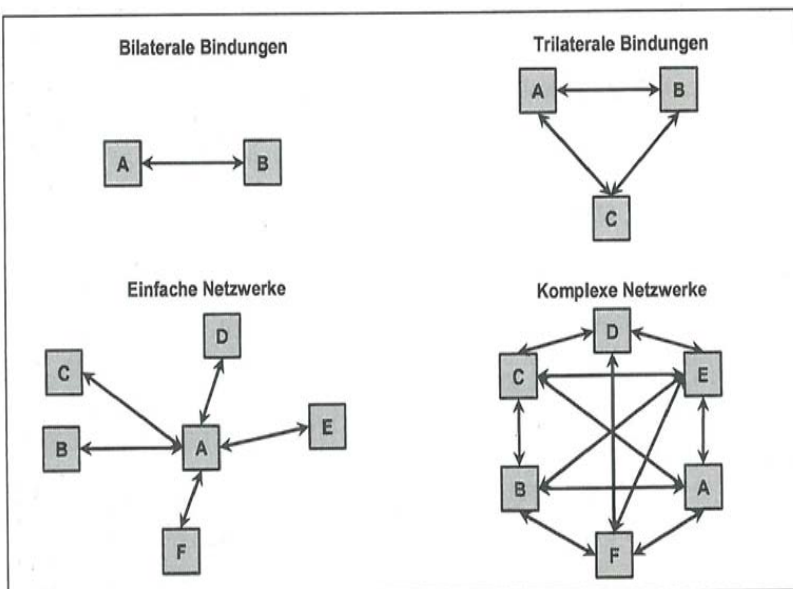 Bilaterale Bindungen
A
B
Trilaterale Bindungen
A
B
C
Einfache Netzwerke
D
C
E
B
A
F
Komplexe Netzwerke
D
C
E
B
A
F